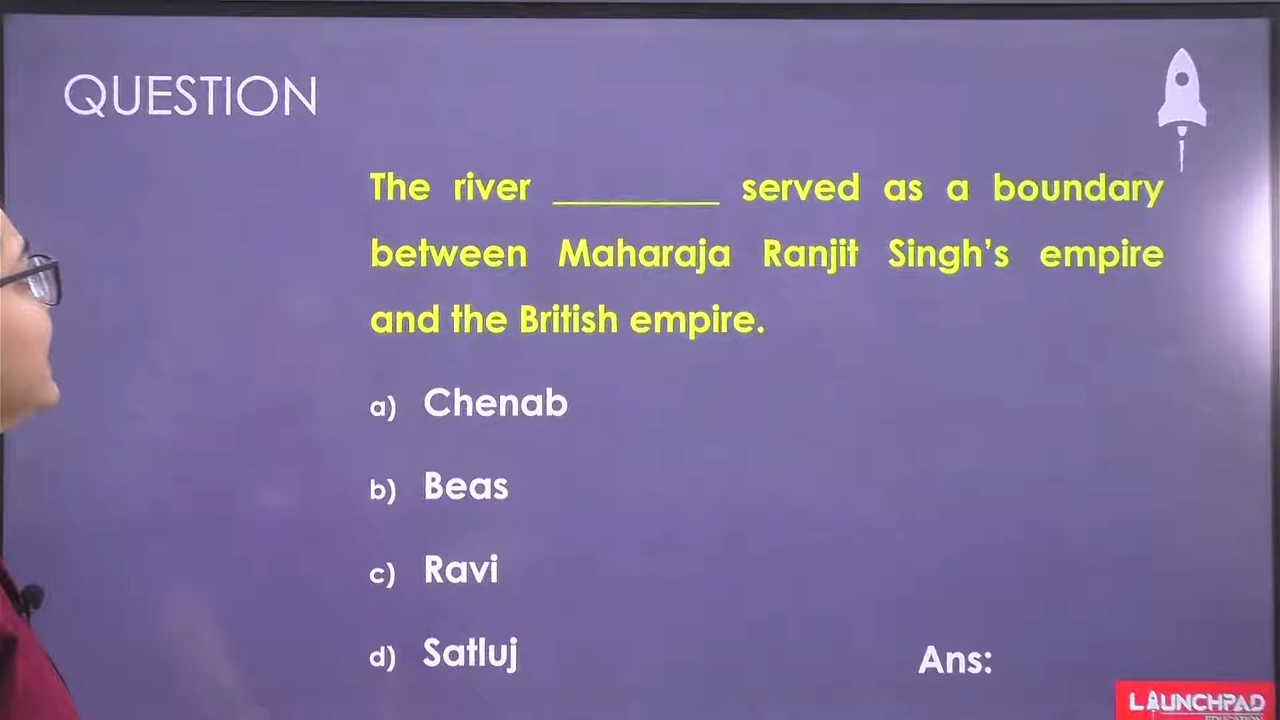 QUESTION
The river _________ served as a boundary
between Maharaja Ranjit Singh's empire
and the British empire.
a) Chenab
b) Beas
c) Ravi
d) Satluj
Ans:
LAUNCHPAD
EDUCATION